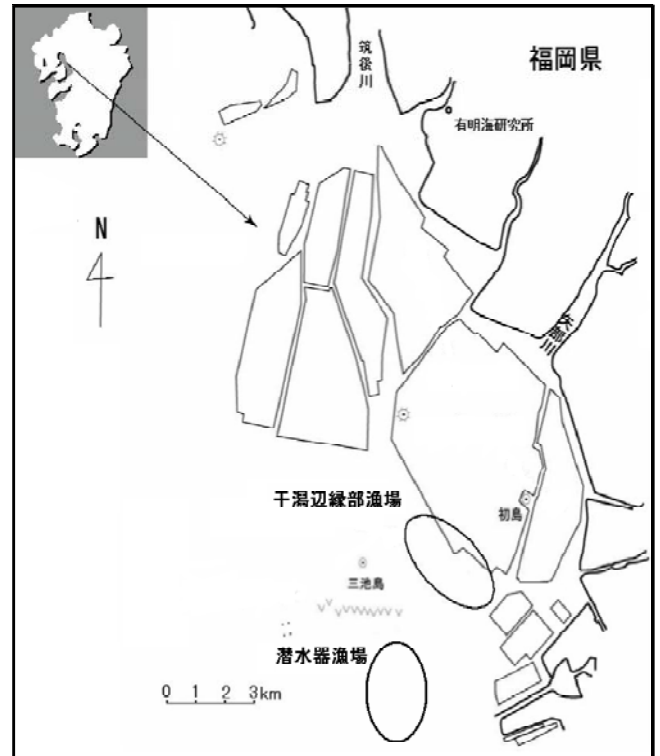 福岡県
筑後川
有明海研究所
N
矢部川
干潟辺縁部漁場
初島
三池島
潜水器漁場
0 1 2 3km